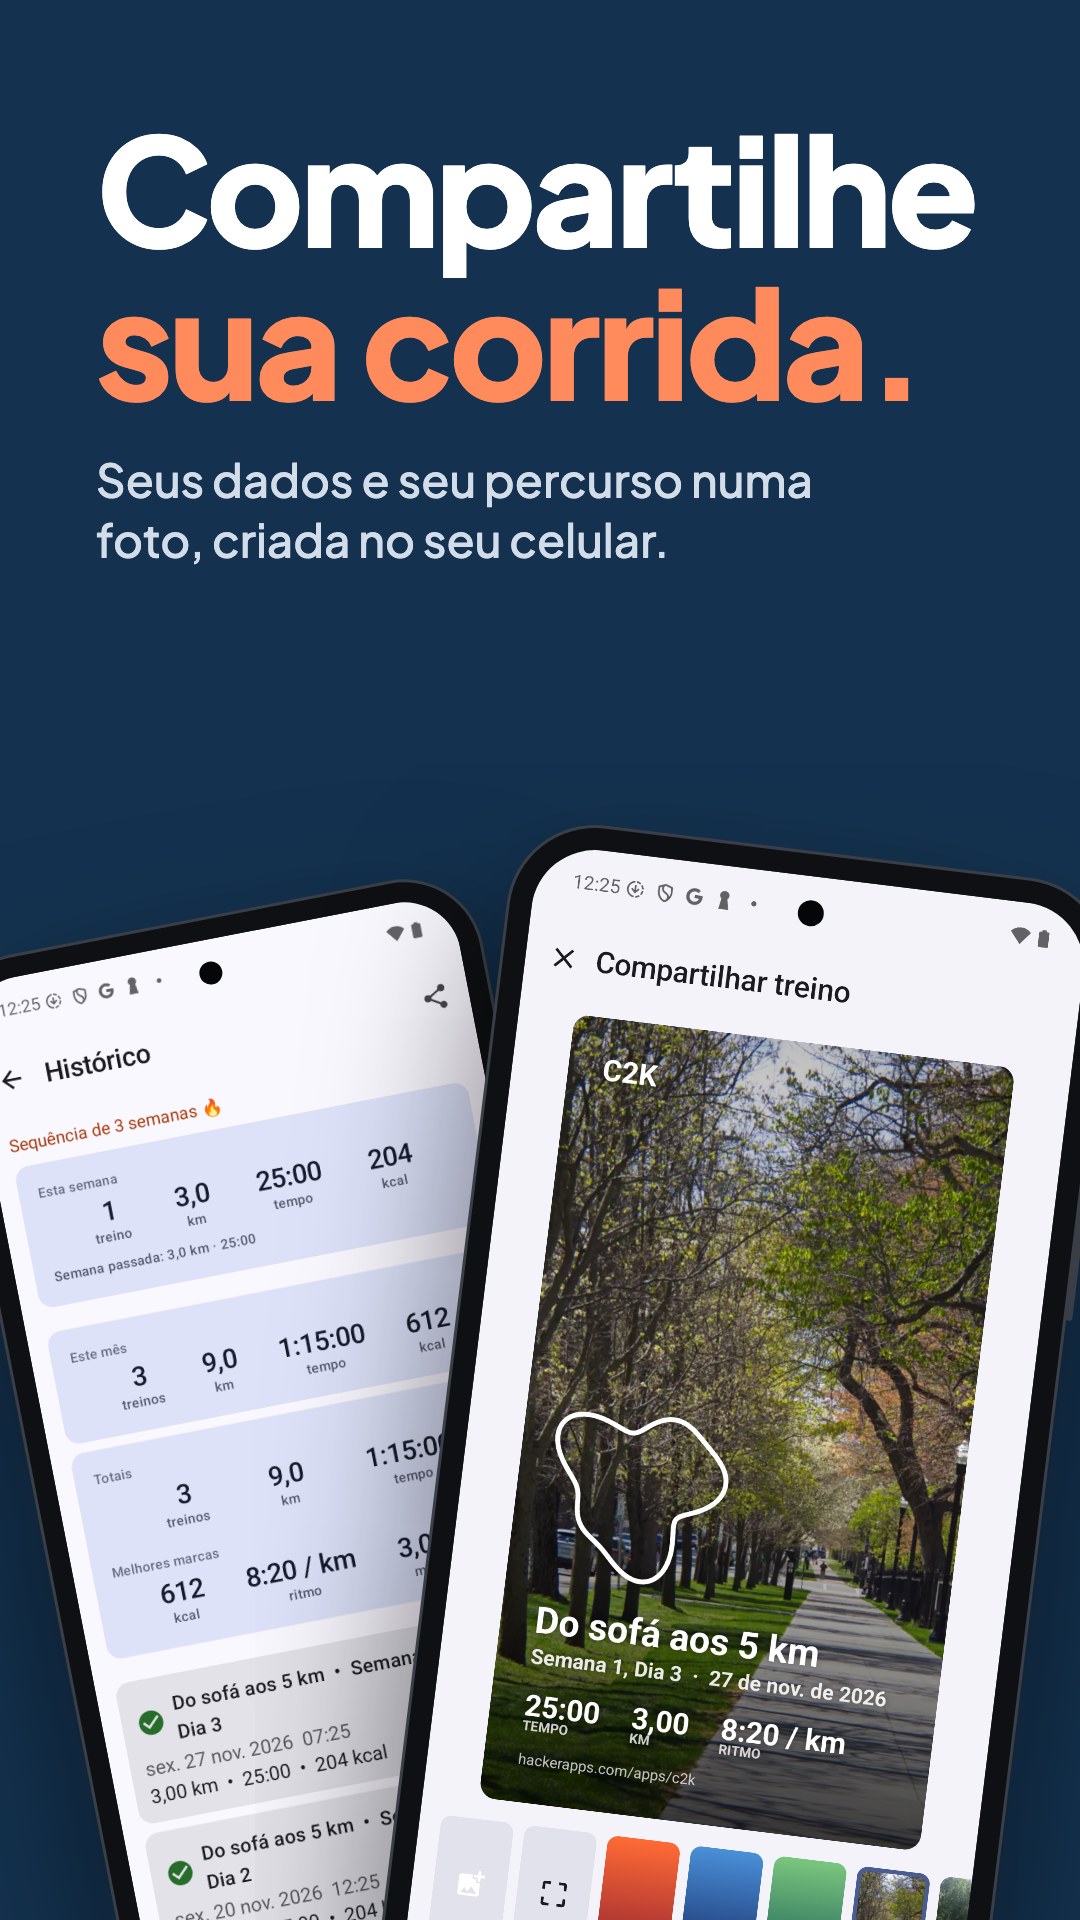 Compartilhe
sua corrida.
Seus dados e seu percurso numa
foto, criada no seu celular.
12:25
Histórico
Sequência de 3 semanas 🔥
Esta semana
1
treino
3,0
km
25:00
tempo
204
kcal
Semana passada: 3,0 km · 25:00
Este mês
3
treinos
9,0
km
1:15:00
tempo
612
kcal
Totais
3
treinos
9,0
km
1:15:00
tempo
Melhores marcas
612
kcal
8:20 / km
ritmo
3,0
Do sofá aos 5 km • Semana
Dia 3
sex. 27 nov. 2026 07:25
3,00 km • 25:00 • 204 kcal
Do sofá aos 5 km •
Dia 2
sex. 20 nov. 2026 12:25
204
12:25
Compartilhar treino
C2K
Do sofá aos 5 km
Semana 1, Dia 3 · 27 de nov. de 2026
25:00
TEMPO
3,00
KM
8:20 / km
RITMO
hackerapps.com/apps/c2k